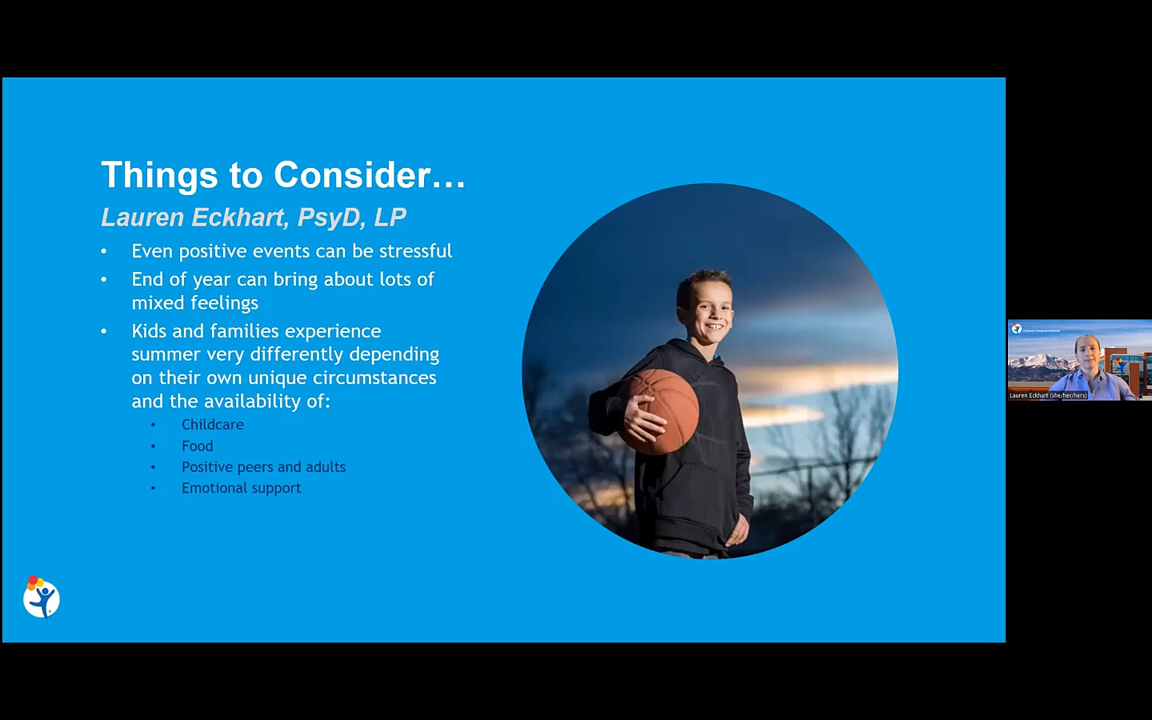 Things to Consider…
Lauren Eckhart, PsyD, LP
• Even positive events can be stressful
• End of year can bring about lots of
mixed feelings
• Kids and families experience
summer very differently depending
on their own unique circumstances
and the availability of:
• Childcare
• Food
• Positive peers and adults
• Emotional support
Lauren Eckhart (she/her/hers)